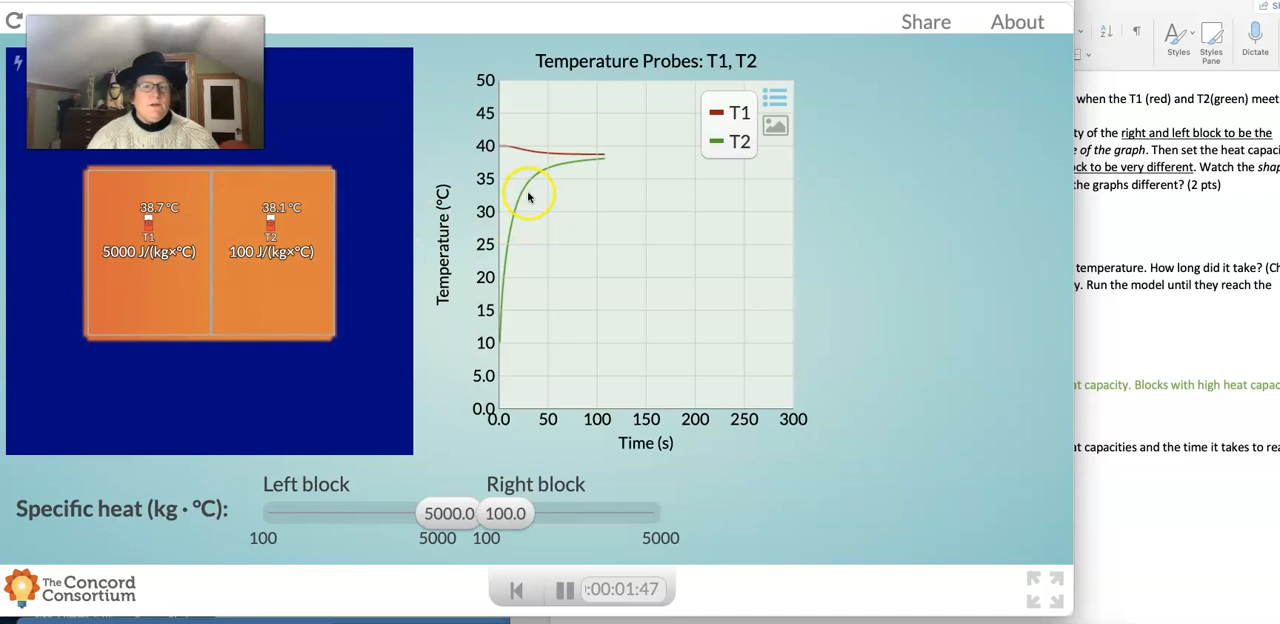 Share About
Temperature Probes: T1, T2
50
45
40
35
30
25
20
15
10
5.0
0.0
Temperature (°C)
T1
T2
0.0 50 100 150 200 250 300
Time (s)
38.7 °C 38.1 °C
T1 T2
5000 J/(kg×°C) 100 J/(kg×°C)
Left block Right block
Specific heat (kg · °C):
5000.0 100.0
100 5000 100 5000
The Concord
Consortium
:00:01:47
Styles Styles Dictate
Pane
when the T1 (red) and T2(green) meet
ty of the right and left block to be the
e of the graph. Then set the heat capaci
ck to be very different. Watch the shap
the graphs different? (2 pts)
temperature. How long did it take? (Ch
y. Run the model until they reach the
at capacity. Blocks with high heat capac
at capacities and the time it takes to rea